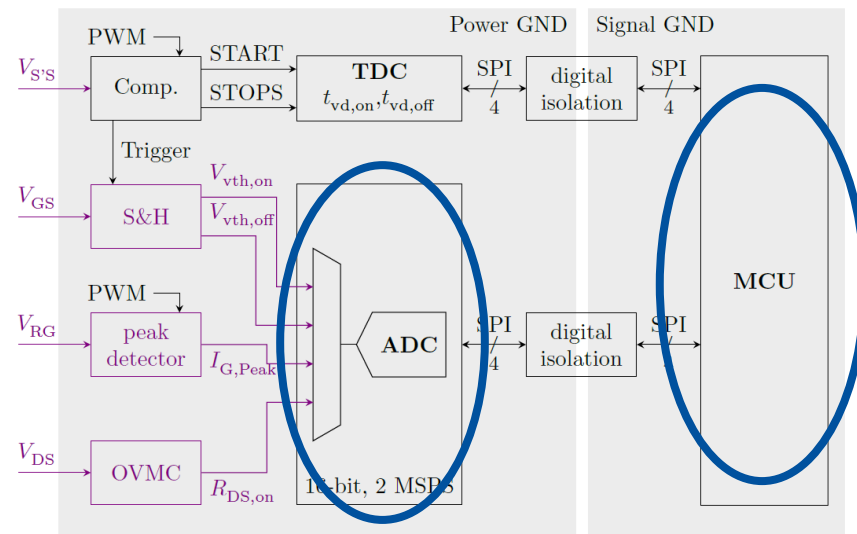 Power GND
Signal GND
PWM
V_S'S
Comp.
START
STOPS
TDC
t_vd,on,t_vd,off
SPI
4
digital
isolation
SPI
4
Trigger
V_GS
S&H
V_vth,on
V_vth,off
MCU
PWM
V_RG
peak
detector
I_G,Peak
ADC
SPI
4
digital
isolation
SPI
V_DS
OVMC
R_DS,on
16-bit, 2 MSPS